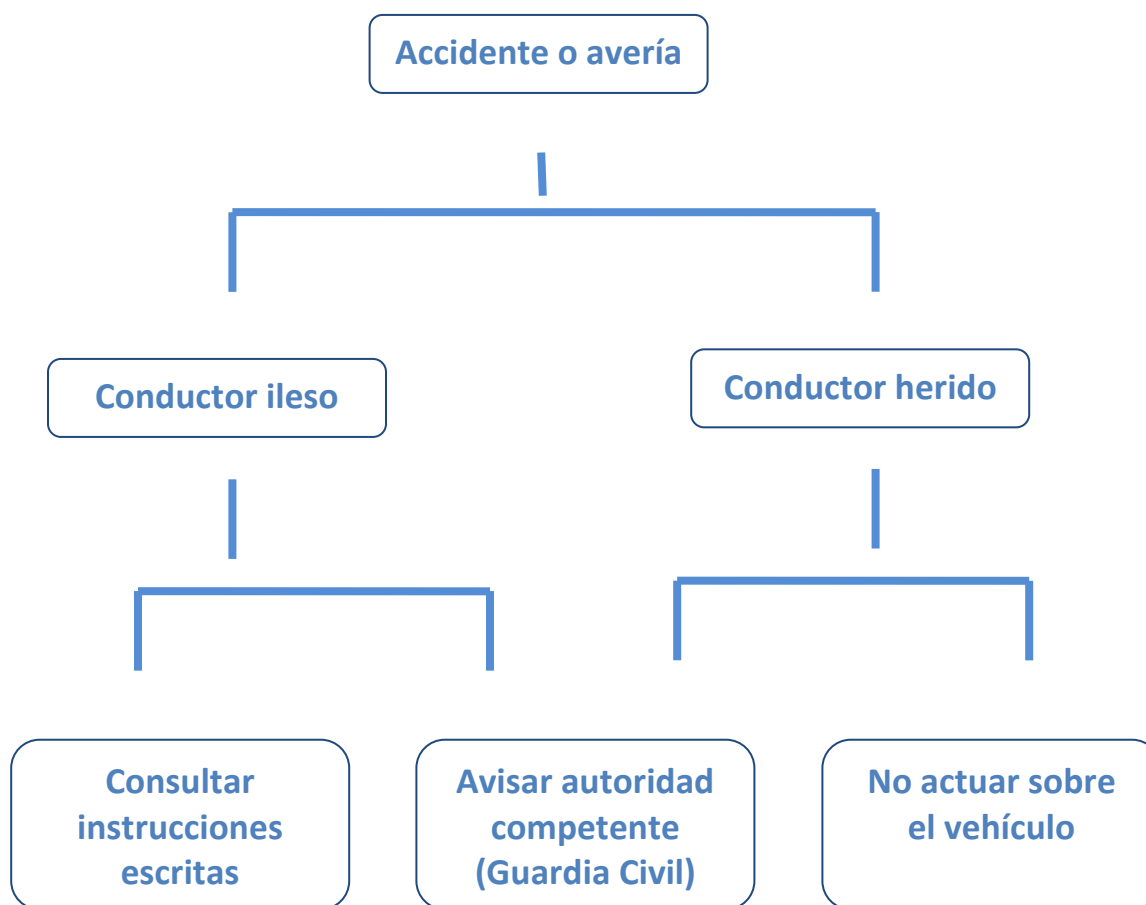 Accidente o avería
Conductor ileso
Conductor herido
Consultar
instrucciones
escritas
Avisar autoridad
competente
(Guardia Civil)
No actuar sobre
el vehículo